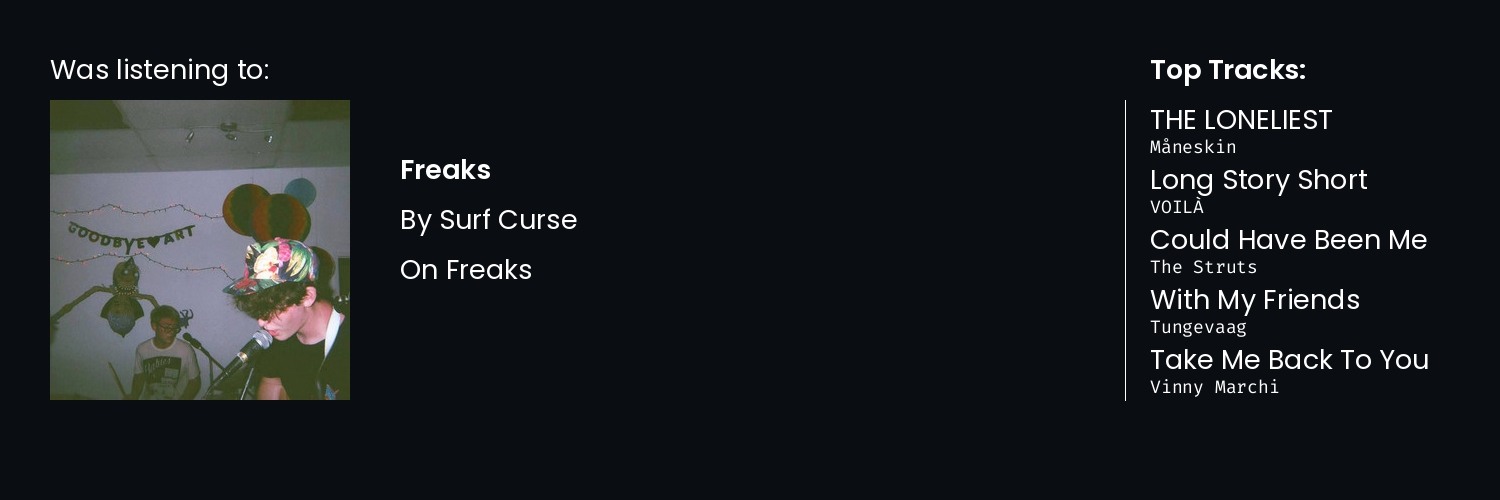 Was listening to:
GOODBYE♥ART
Freaks
By Surf Curse
On Freaks
Top Tracks:
THE LONELIEST
Måneskin
Long Story Short
VOILÀ
Could Have Been Me
The Struts
With My Friends
Tungevaag
Take Me Back To You
Vinny Marchi